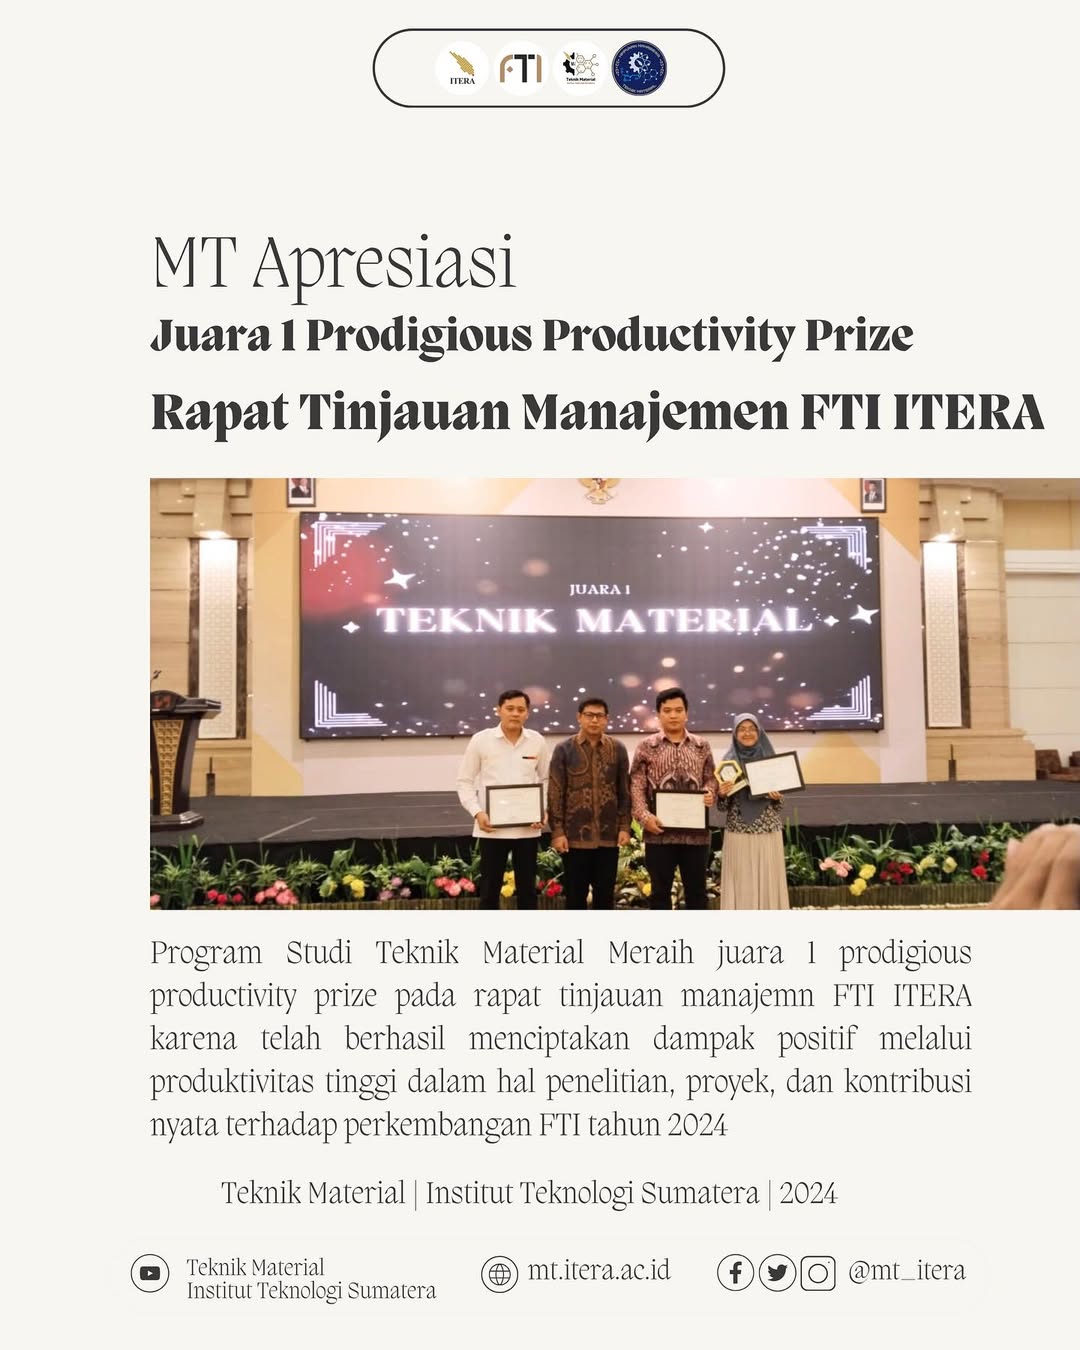 ITERA
FTI
Teknik Material
MT Apresiasi
Juara 1 Prodigious Productivity Prize
Rapat Tinjauan Manajemen FTI ITERA
JUARA 1
TEKNIK MATERIAL
Program Studi Teknik Material Meraih juara 1 prodigious
productivity prize pada rapat tinjauan manajemn FTI ITERA
karena telah berhasil menciptakan dampak positif melalui
produktivitas tinggi dalam hal penelitian, proyek, dan kontribusi
nyata terhadap perkembangan FTI tahun 2024
Teknik Material | Institut Teknologi Sumatera | 2024
Teknik Material
Institut Teknologi Sumatera
mt.itera.ac.id
@mt_itera